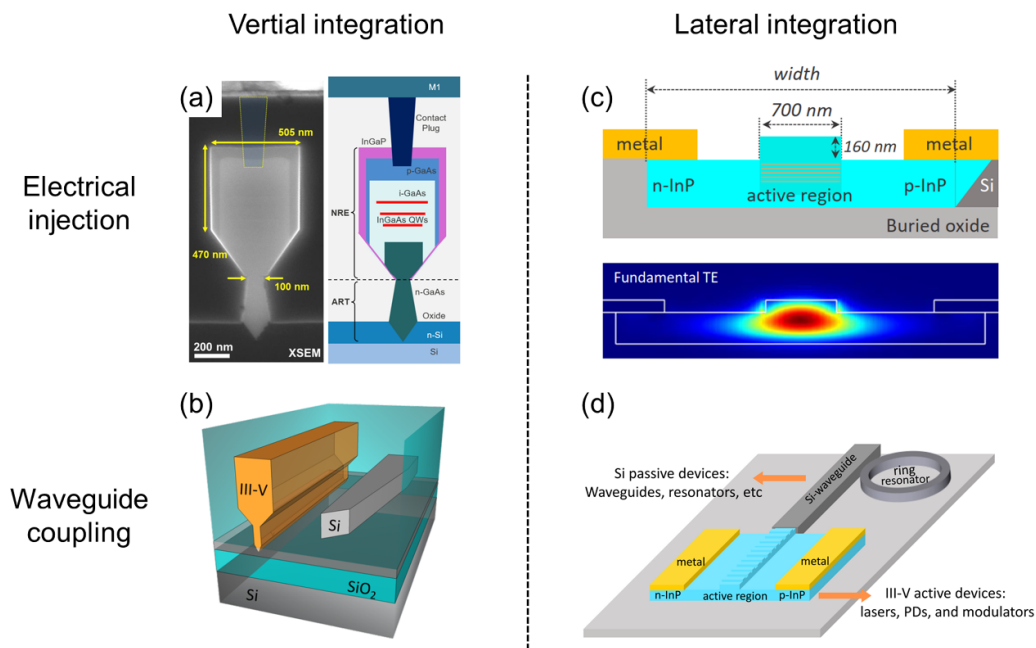 Vertial integration
Lateral integration
Electrical
injection
(a)
505 nm
470 nm
100 nm
200 nm
XSEM
M1
Contact
Plug
InGaP
p-GaAs
i-GaAs
NRE
InGaAs QWs
n-GaAs
ART
Oxide
n-Si
Si
(c)
width
700 nm
metal
160 nm
metal
n-InP
active region
p-InP
Si
Buried oxide
Fundamental TE
Waveguide
coupling
(b)
III-V
Si
SiO2
Si
(d)
Si passive devices:
Waveguides, resonators, etc
Si-waveguide
ring
resonator
metal
metal
n-InP
active region
p-InP
III-V active devices:
lasers, PDs, and modulators